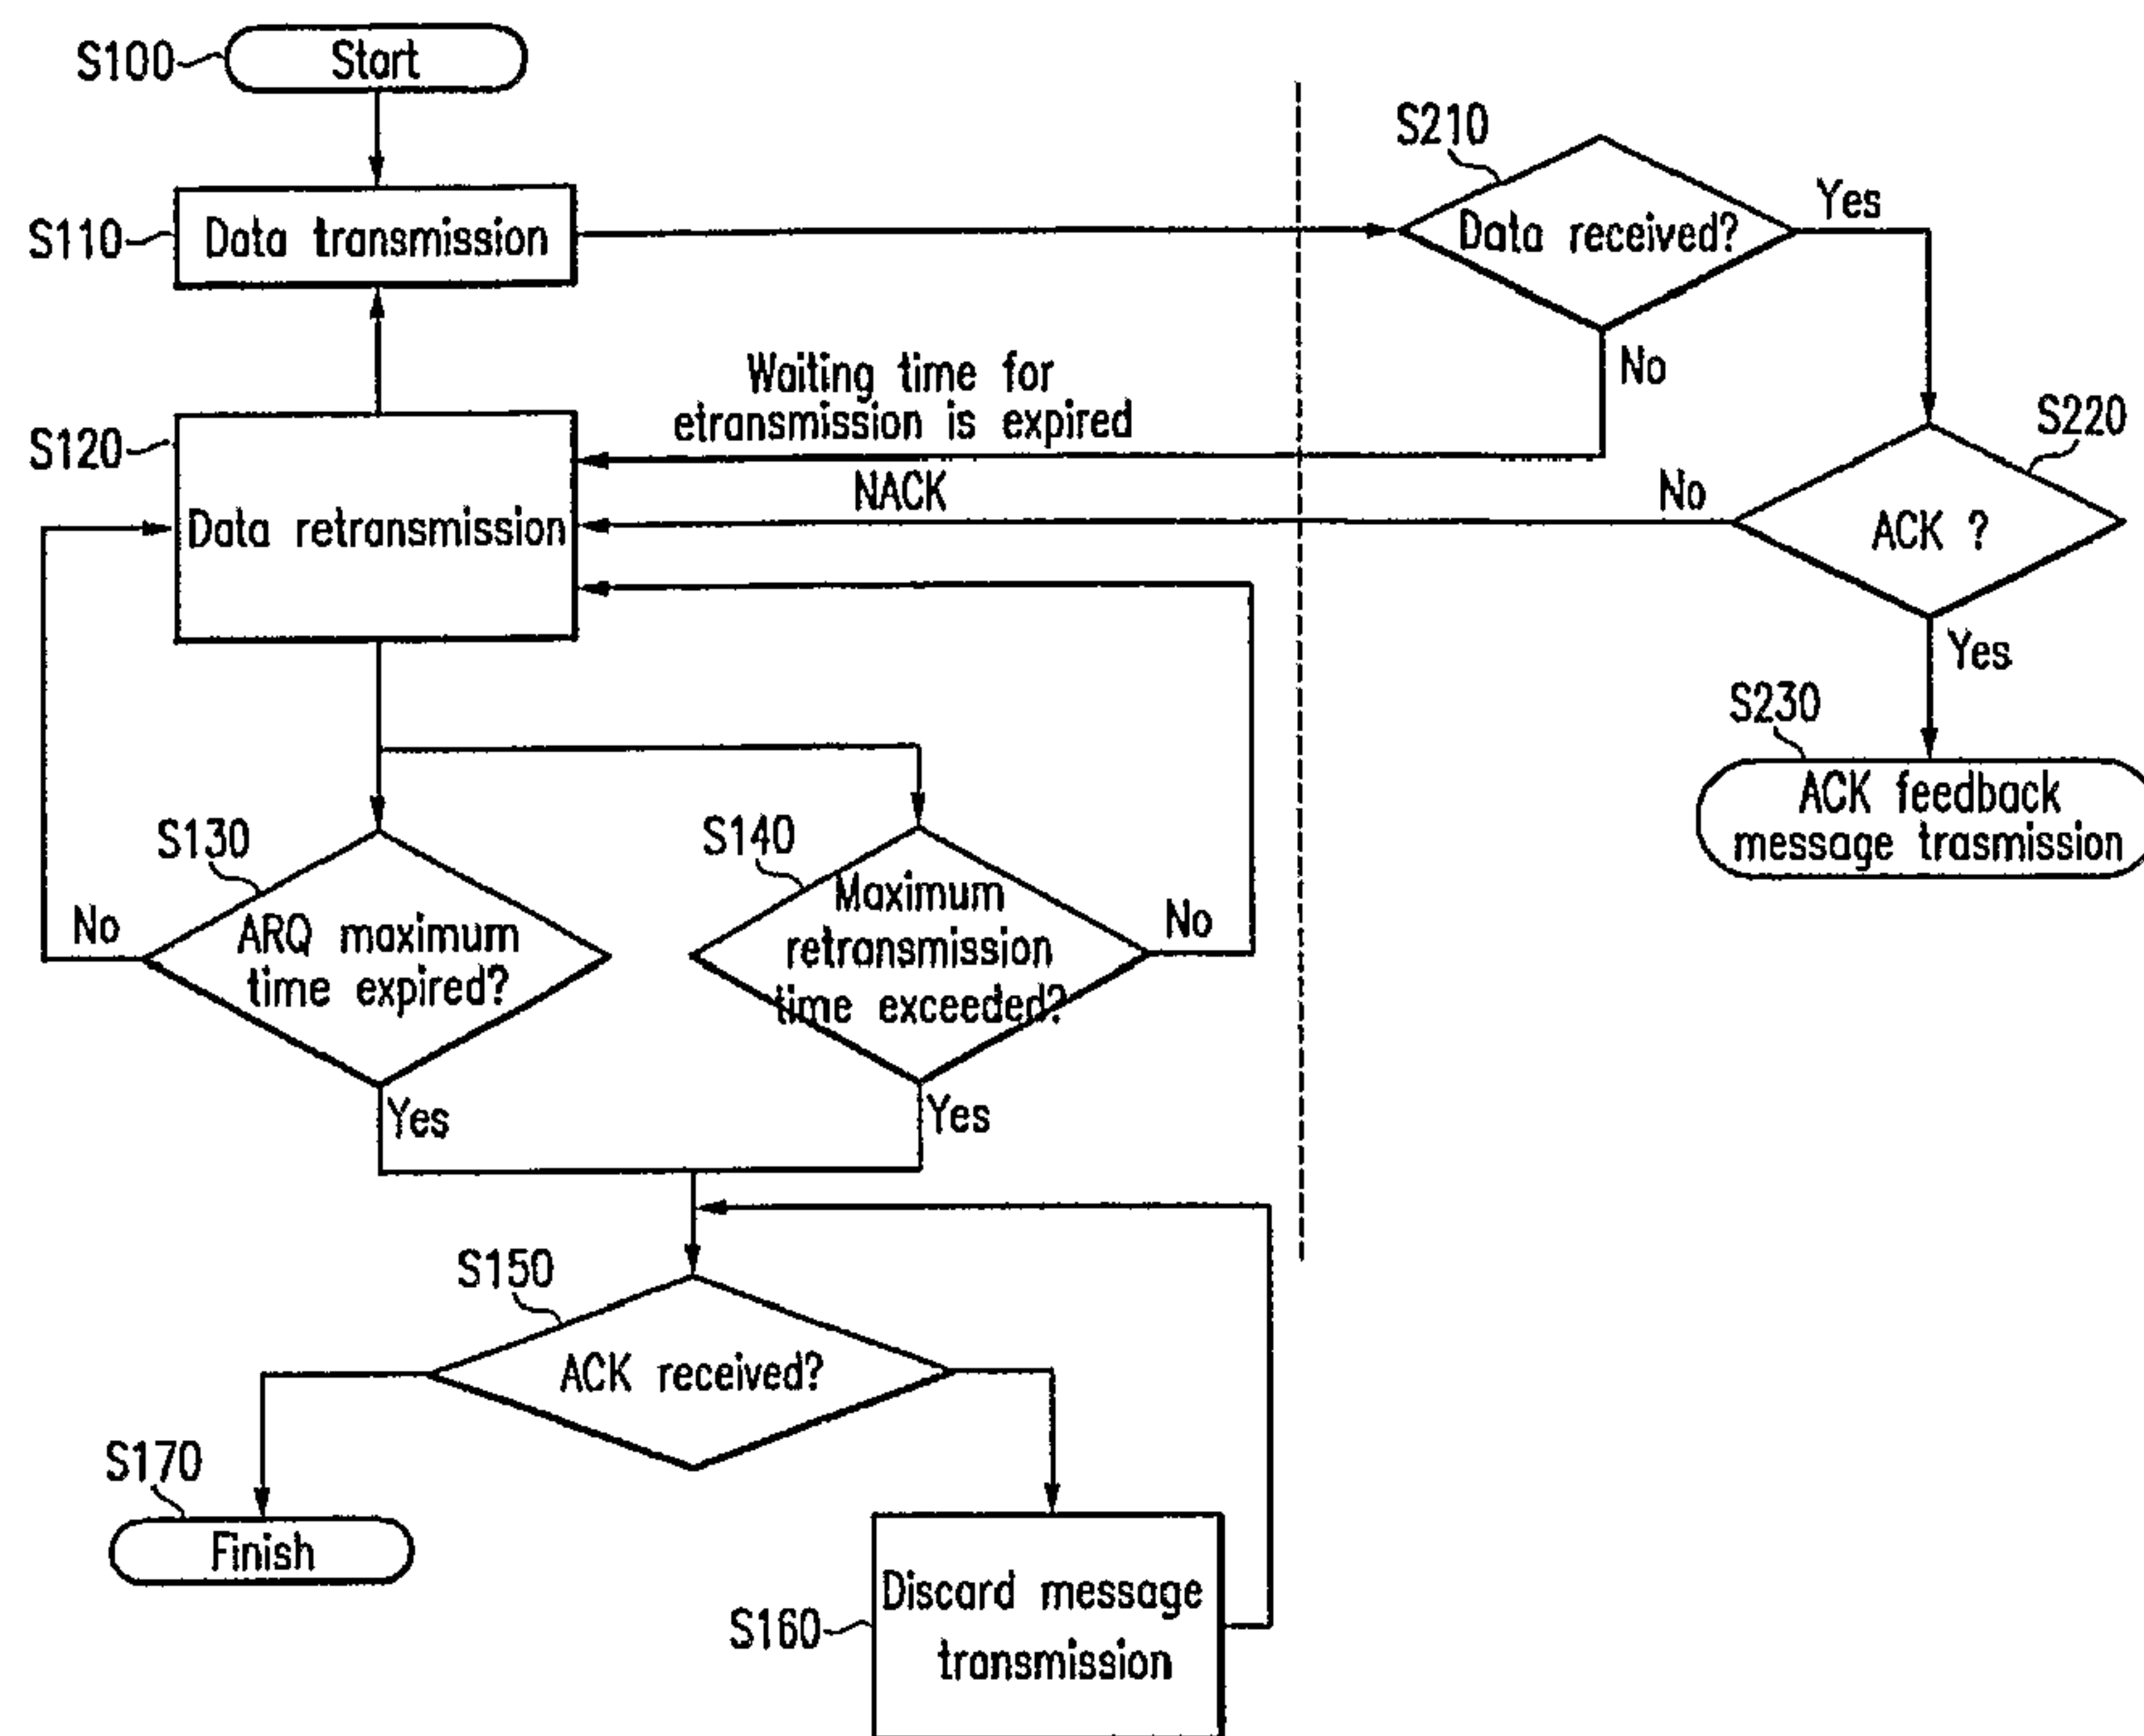 S100
Start
S210
Yes
S110
Data transmission
Data received?
No
Waiting time for
etransmission is expired
S120
S220
NACK
No
Data retransmission
ACK ?
Yes
S230
ACK feedback
message trasmission
S130
S140
No
ARQ maximum
time expired?
Maximum
retransmission
time exceeded?
No
Yes
Yes
S150
ACK received?
S170
Finish
S160
Discard message
transmission